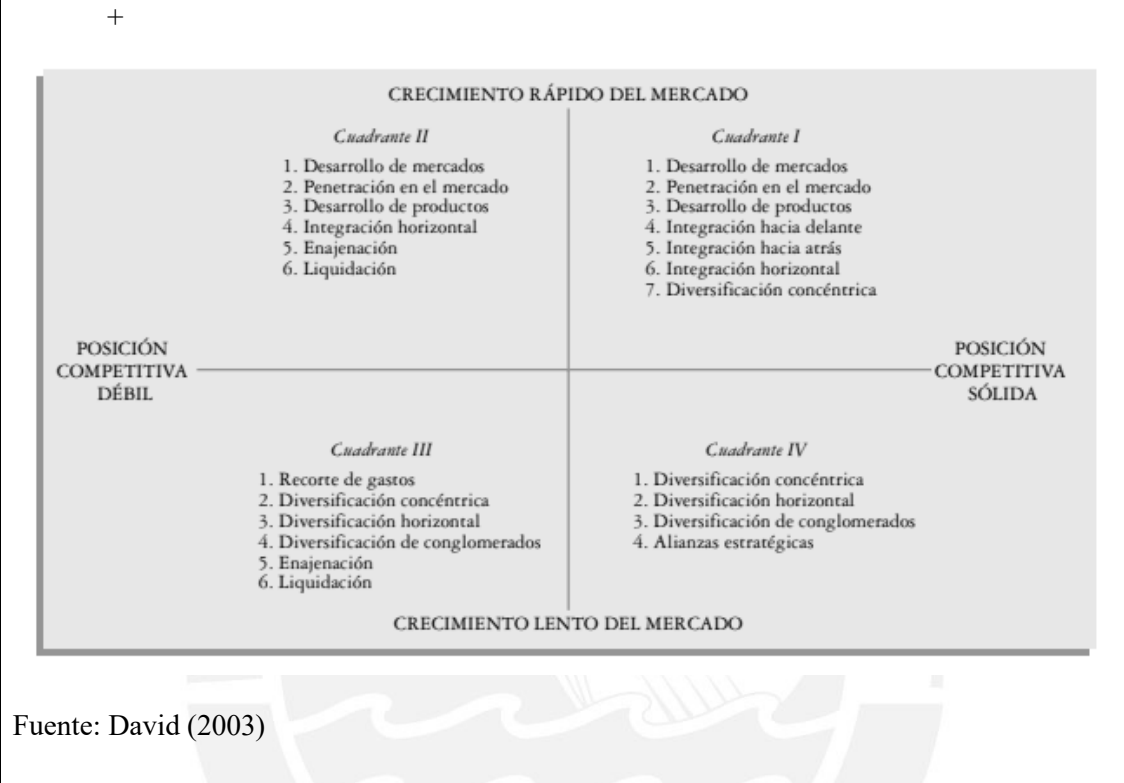 +
CRECIMIENTO RÁPIDO DEL MERCADO
Cuadrante II
1. Desarrollo de mercados
2. Penetración en el mercado
3. Desarrollo de productos
4. Integración horizontal
5. Enajenación
6. Liquidación
Cuadrante I
1. Desarrollo de mercados
2. Penetración en el mercado
3. Desarrollo de productos
4. Integración hacia delante
5. Integración hacia atrás
6. Integración horizontal
7. Diversificación concéntrica
POSICIÓN
COMPETITIVA
DÉBIL
POSICIÓN
COMPETITIVA
SÓLIDA
Cuadrante III
1. Recorte de gastos
2. Diversificación concéntrica
3. Diversificación horizontal
4. Diversificación de conglomerados
5. Enajenación
6. Liquidación
Cuadrante IV
1. Diversificación concéntrica
2. Diversificación horizontal
3. Diversificación de conglomerados
4. Alianzas estratégicas
CRECIMIENTO LENTO DEL MERCADO
Fuente: David (2003)